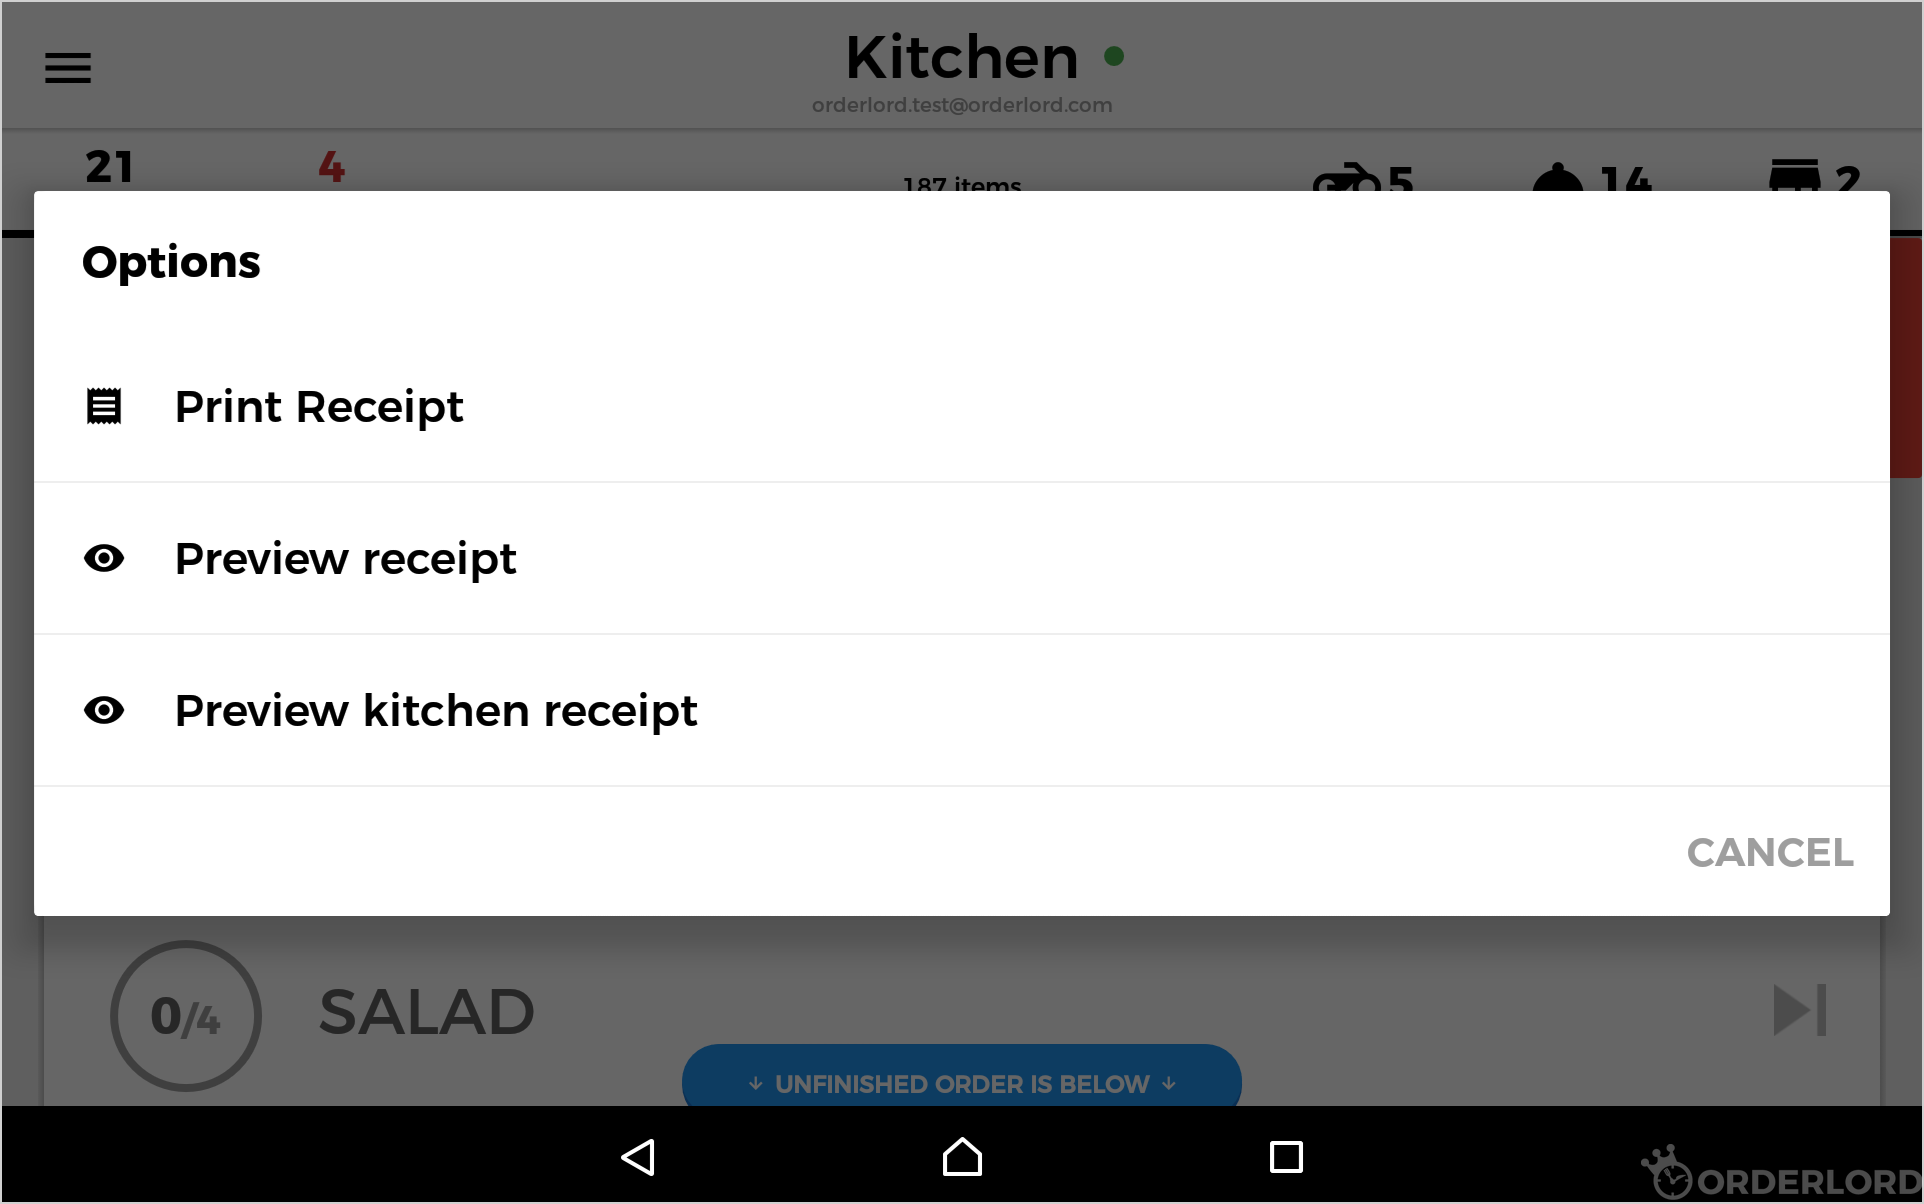 Kitchen
orderlord.test@orderlord.com
21 4 187 items 5 14 2
Options
Print Receipt
Preview receipt
Preview kitchen receipt
CANCEL
0/4 SALAD
UNFINISHED ORDER IS BELOW
ORDERLORD